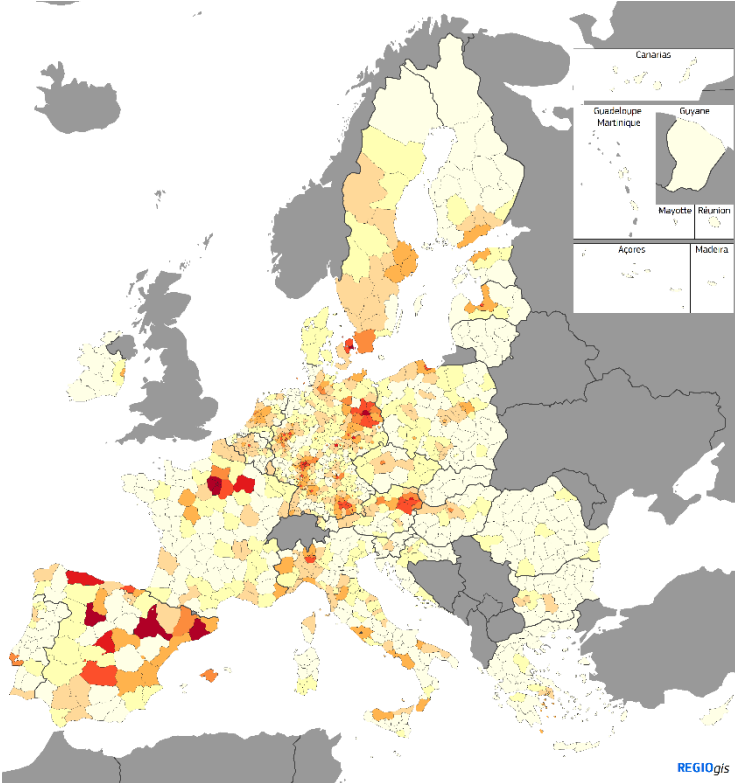 Canarias
Guadeloupe
Martinique
Guyane
Mayotte
Réunion
Açores
Madeira
REGIOgis